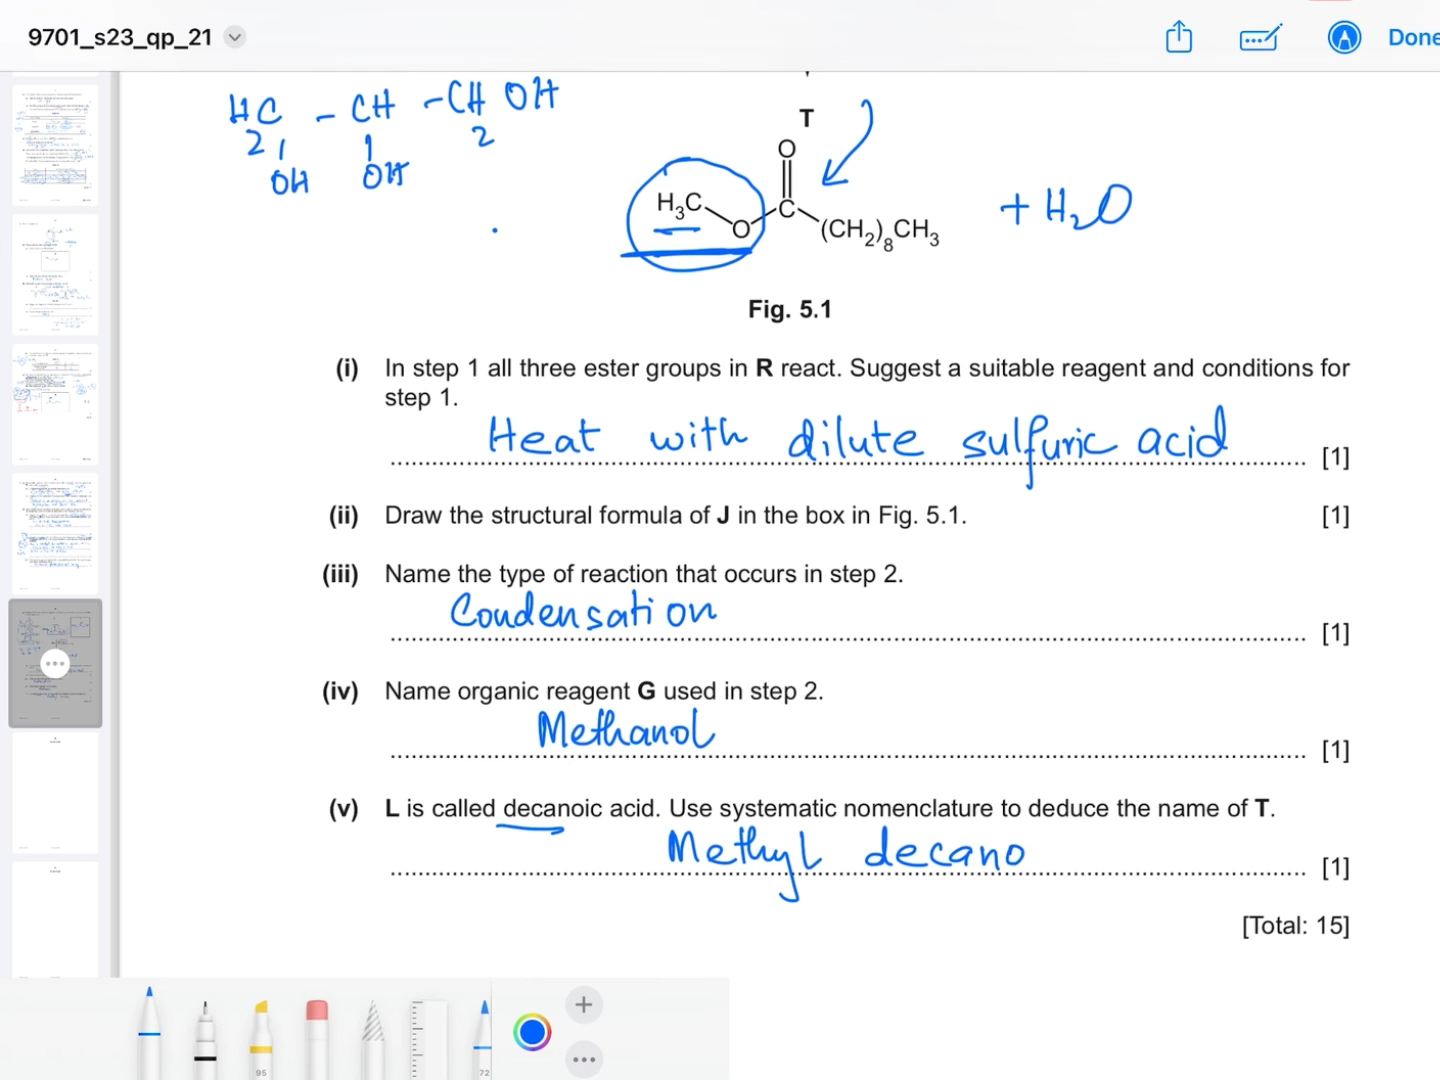 9701_s23_qp_21
Done
HC - CH - CH OH
2 2
OH OH
T
O
H3C O C (CH2)8CH3 + H2O
Fig. 5.1
(i) In step 1 all three ester groups in R react. Suggest a suitable reagent and conditions for
step 1.
Heat with dilute sulfuric acid [1]
(ii) Draw the structural formula of J in the box in Fig. 5.1. [1]
(iii) Name the type of reaction that occurs in step 2.
Condensation [1]
(iv) Name organic reagent G used in step 2.
Methanol [1]
(v) L is called decanoic acid. Use systematic nomenclature to deduce the name of T.
Methyl decano [1]
[Total: 15]
95
72